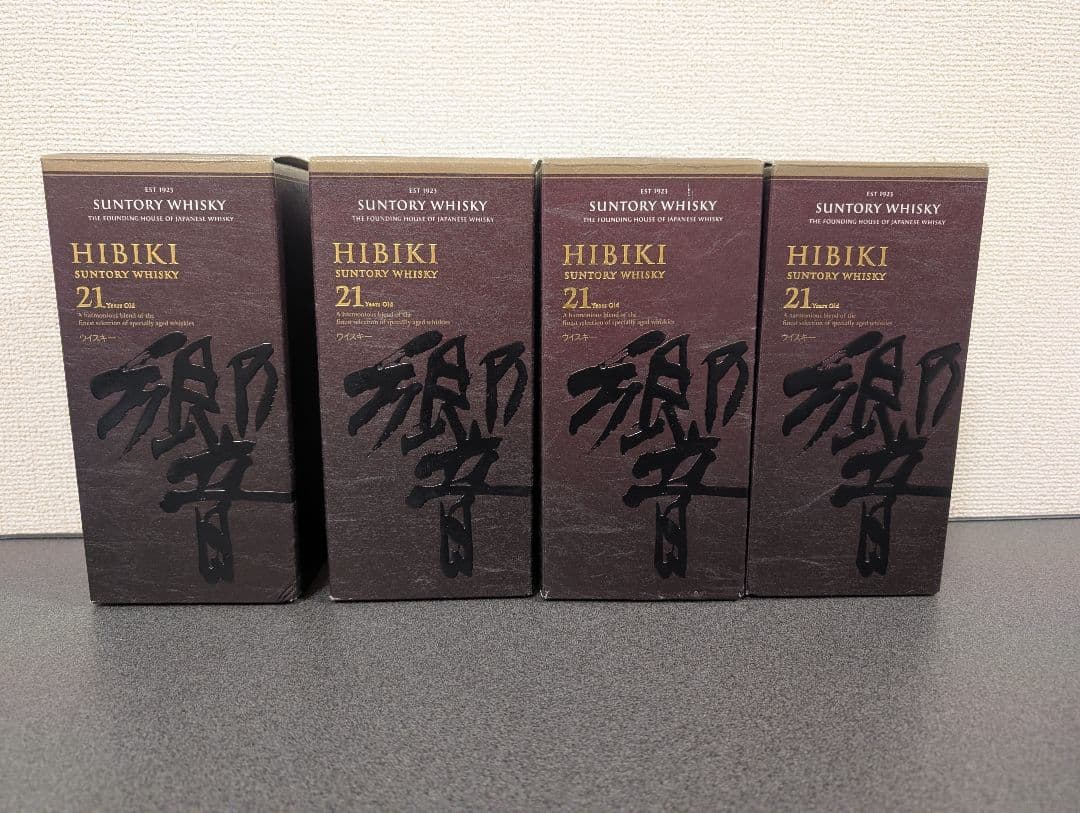 EST 1923
SUNTORY WHISKY
THE FOUNDING HOUSE OF JAPANESE WHISKY
HIBIKI
SUNTORY WHISKY
21 Years Old
A harmonious blend of the
finest selection of specially aged whiskies
ウイスキー
響
EST 1923
SUNTORY WHISKY
THE FOUNDING HOUSE OF JAPANESE WHISKY
HIBIKI
SUNTORY WHISKY
21 Years Old
A harmonious blend of the
finest selection of specially aged whiskies
ウイスキー
響
EST 1923
SUNTORY WHISKY
THE FOUNDING HOUSE OF JAPANESE WHISKY
HIBIKI
SUNTORY WHISKY
21 Years Old
A harmonious blend of the
finest selection of specially aged whiskies
ウイスキー
響
EST 1923
SUNTORY WHISKY
THE FOUNDING HOUSE OF JAPANESE WHISKY
HIBIKI
SUNTORY WHISKY
21 Years Old
A harmonious blend of the
finest selection of specially aged whiskies
ウイスキー
響